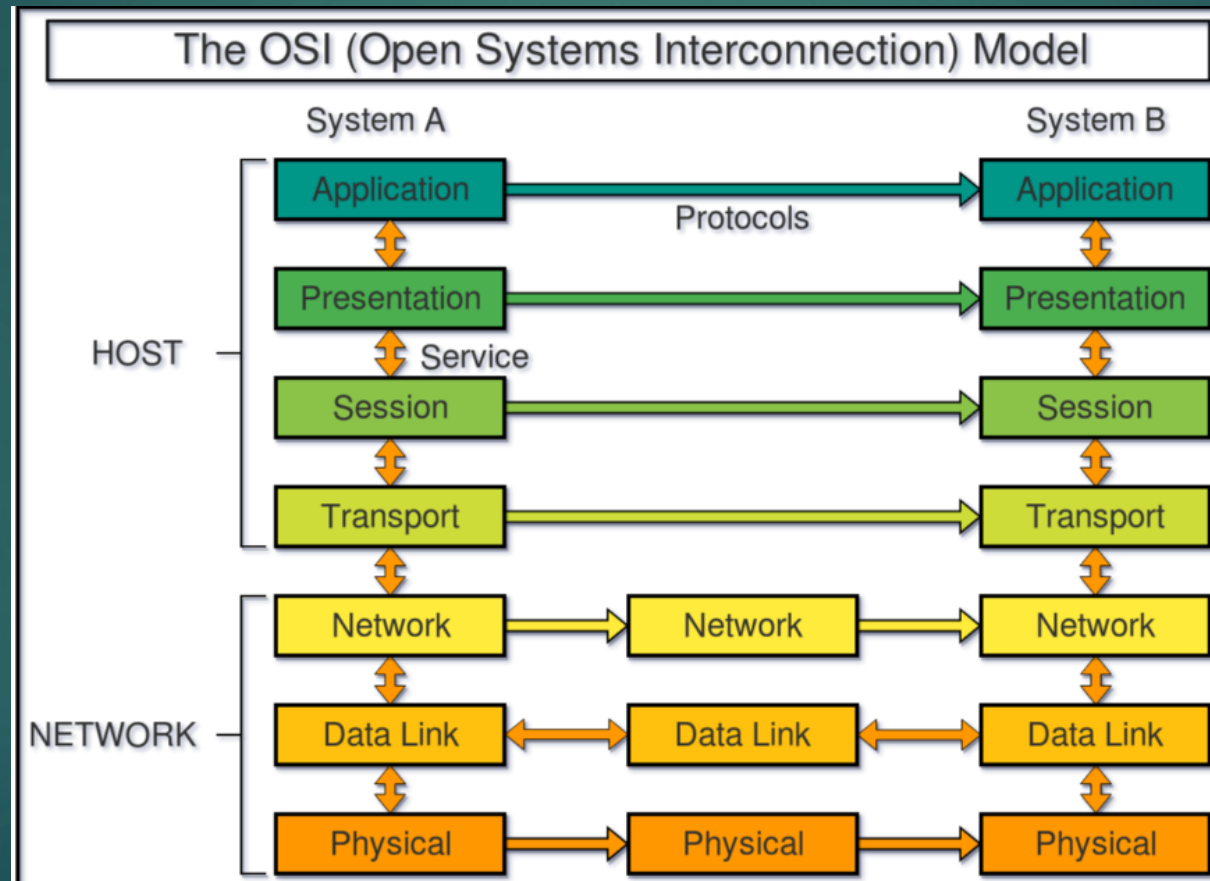 The OSI (Open Systems Interconnection) Model
System A
System B
Application
Application
Protocols
Presentation
Presentation
HOST
Service
Session
Session
Transport
Transport
Network
Network
Network
NETWORK
Data Link
Data Link
Data Link
Physical
Physical
Physical